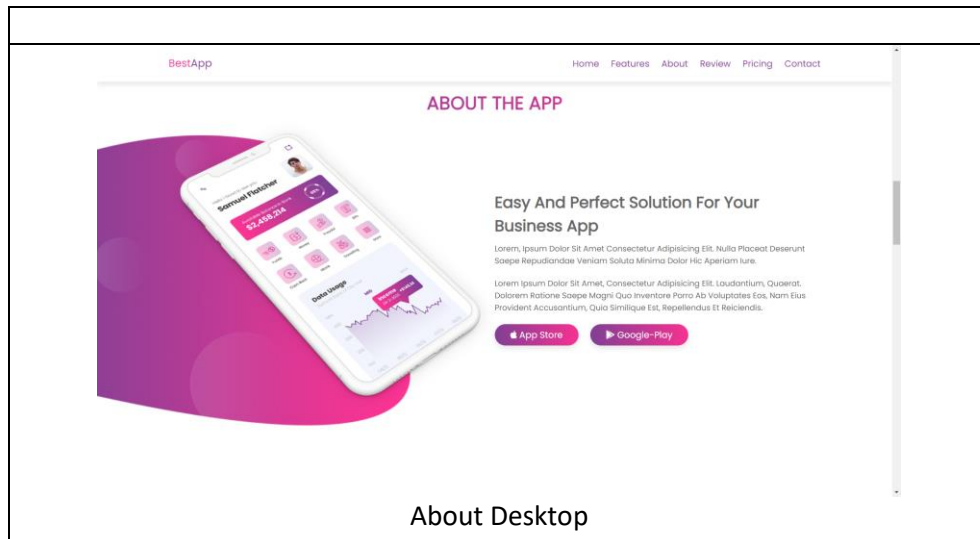 BestApp
Home Features About Review Pricing Contact
ABOUT THE APP
Samuel Flatcher
$2,458,214
Data Usage
Easy And Perfect Solution For Your
Business App
Lorem, Ipsum Dolor Sit Amet Consectetur Adipisicing Elit. Nulla Placeat Deserunt
Saepe Repudiandae Veniam Soluta Minima Dolor Hic Aperiam Iure.
Lorem Ipsum Dolor Sit Amet, Consectetur Adipisicing Elit. Laudantium, Quaerat.
Dolorem Ratione Saepe Magni Quo Inventore Porro Ab Voluptates Eos, Nam Eius
Provident Accusantium, Quia Similique Est, Repellendus Et Reiciendis.
App Store
Google-Play
About Desktop